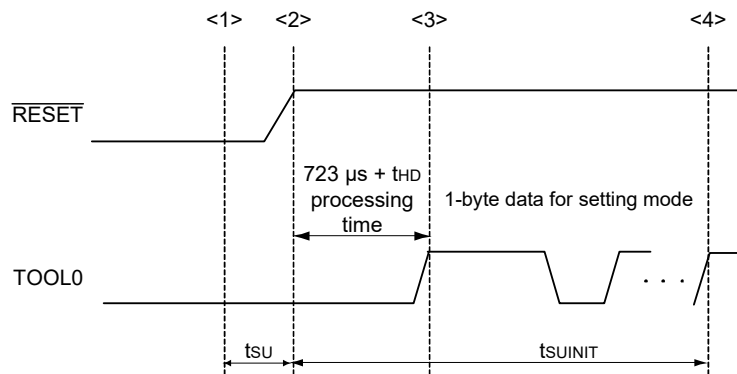 <1> <2> <3> <4>
RESET
723 µs + tHD
processing
time
1-byte data for setting mode
TOOL0
. . .
tSU
tSUINIT